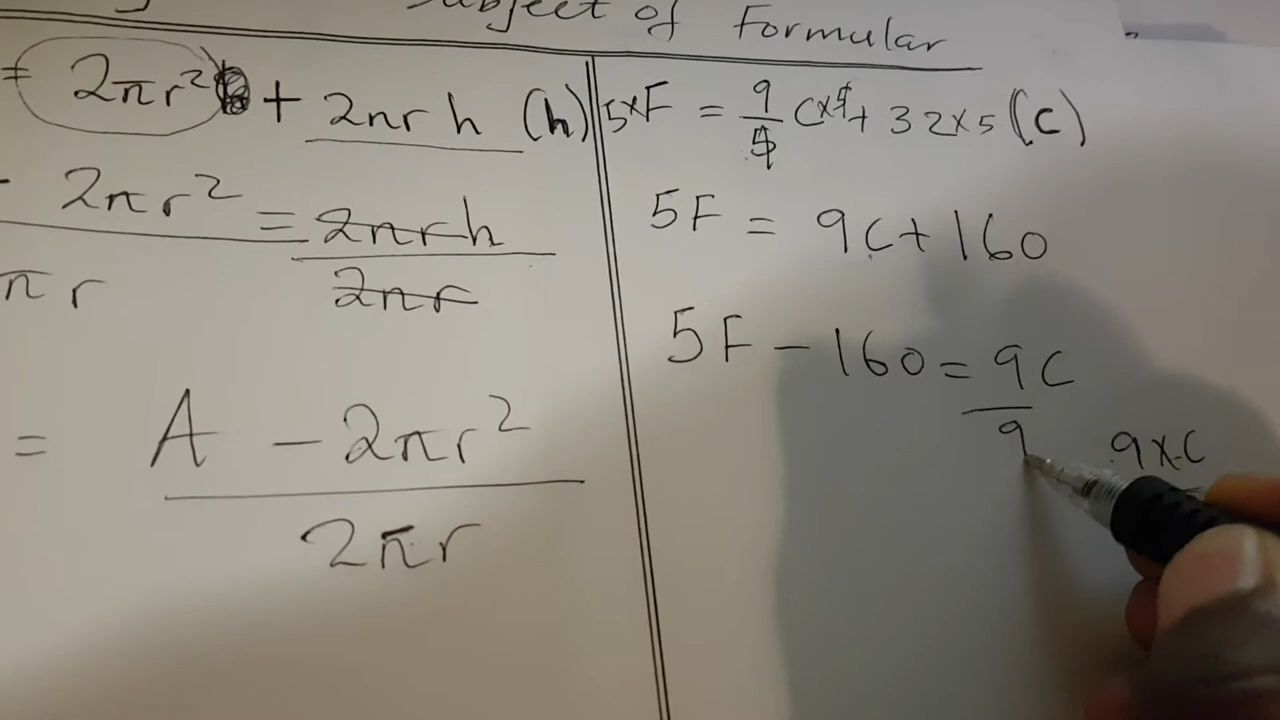 Subject of Formular
= 2πr² + 2πrh (h)
- 2πr² = 2πrh
πr 2πr
= A - 2πr²
2πr
5×F = 9/5 C×5 + 32×5 (C)
5F = 9C + 160
5F - 160 = 9C
9
9×C